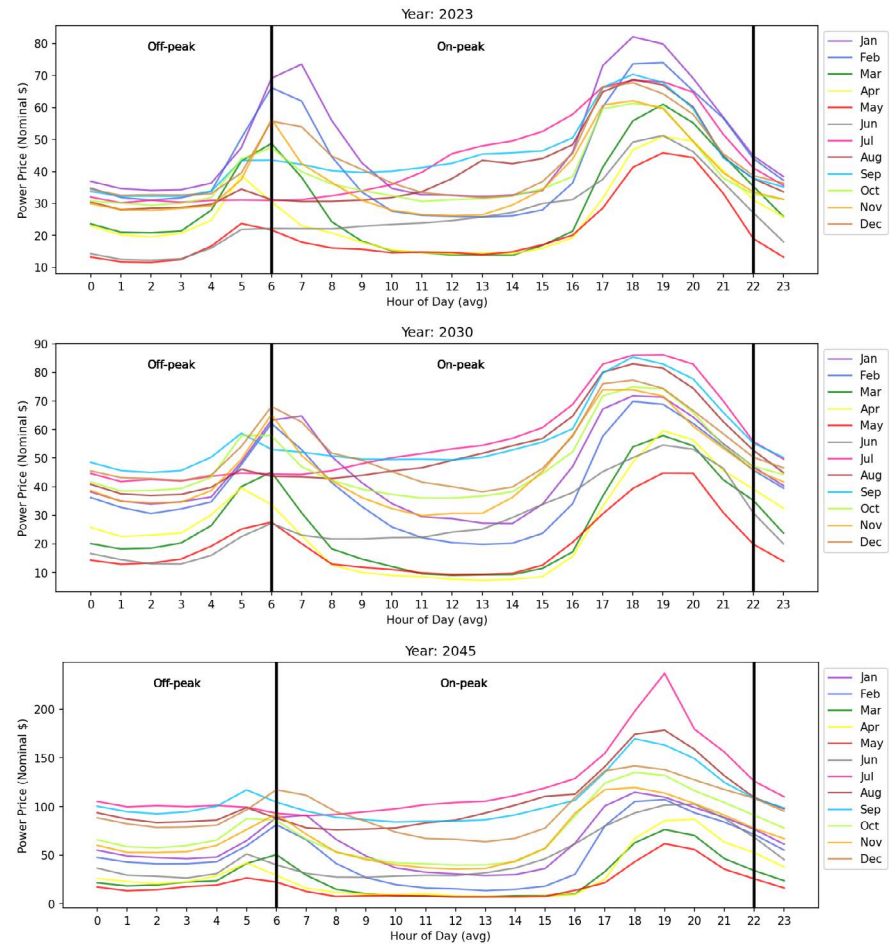 Year: 2023
Power Price (Nominal $)
80
70
60
50
40
30
20
10
Off-peak
On-peak
0 1 2 3 4 5 6 7 8 9 10 11 12 13 14 15 16 17 18 19 20 21 22 23
Hour of Day (avg)
Jan
Feb
Mar
Apr
May
Jun
Jul
Aug
Sep
Oct
Nov
Dec
Year: 2030
Power Price (Nominal $)
90
80
70
60
50
40
30
20
10
Off-peak
On-peak
0 1 2 3 4 5 6 7 8 9 10 11 12 13 14 15 16 17 18 19 20 21 22 23
Hour of Day (avg)
Jan
Feb
Mar
Apr
May
Jun
Jul
Aug
Sep
Oct
Nov
Dec
Year: 2045
Power Price (Nominal $)
200
150
100
50
0
Off-peak
On-peak
0 1 2 3 4 5 6 7 8 9 10 11 12 13 14 15 16 17 18 19 20 21 22 23
Hour of Day (avg)
Jan
Feb
Mar
Apr
May
Jun
Jul
Aug
Sep
Oct
Nov
Dec